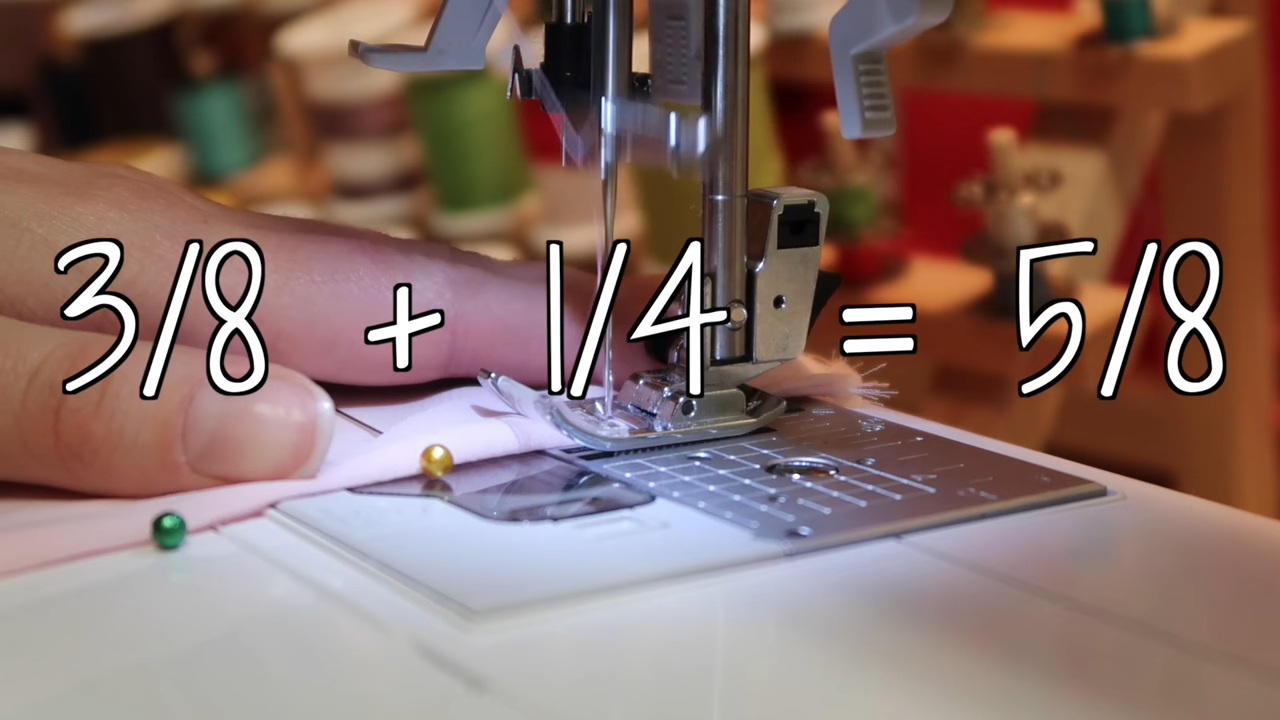 3/8 + 1/4 = 5/8